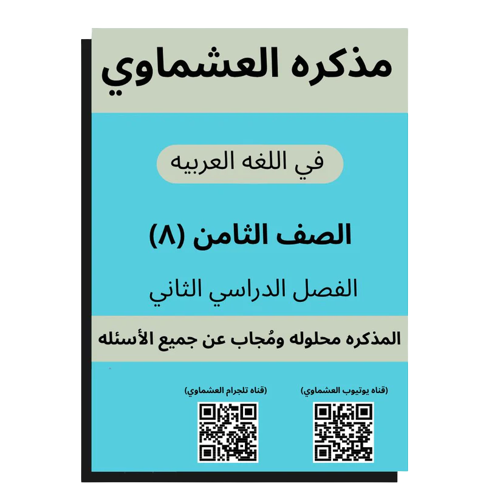 مذكره العشماوي
في اللغه العربيه
الصف الثامن (٨)
الفصل الدراسي الثاني
المذكره محلوله ومُجاب عن جميع الأسئله
(قناه يوتيوب العشماوي)
(قناه تلجرام العشماوي)